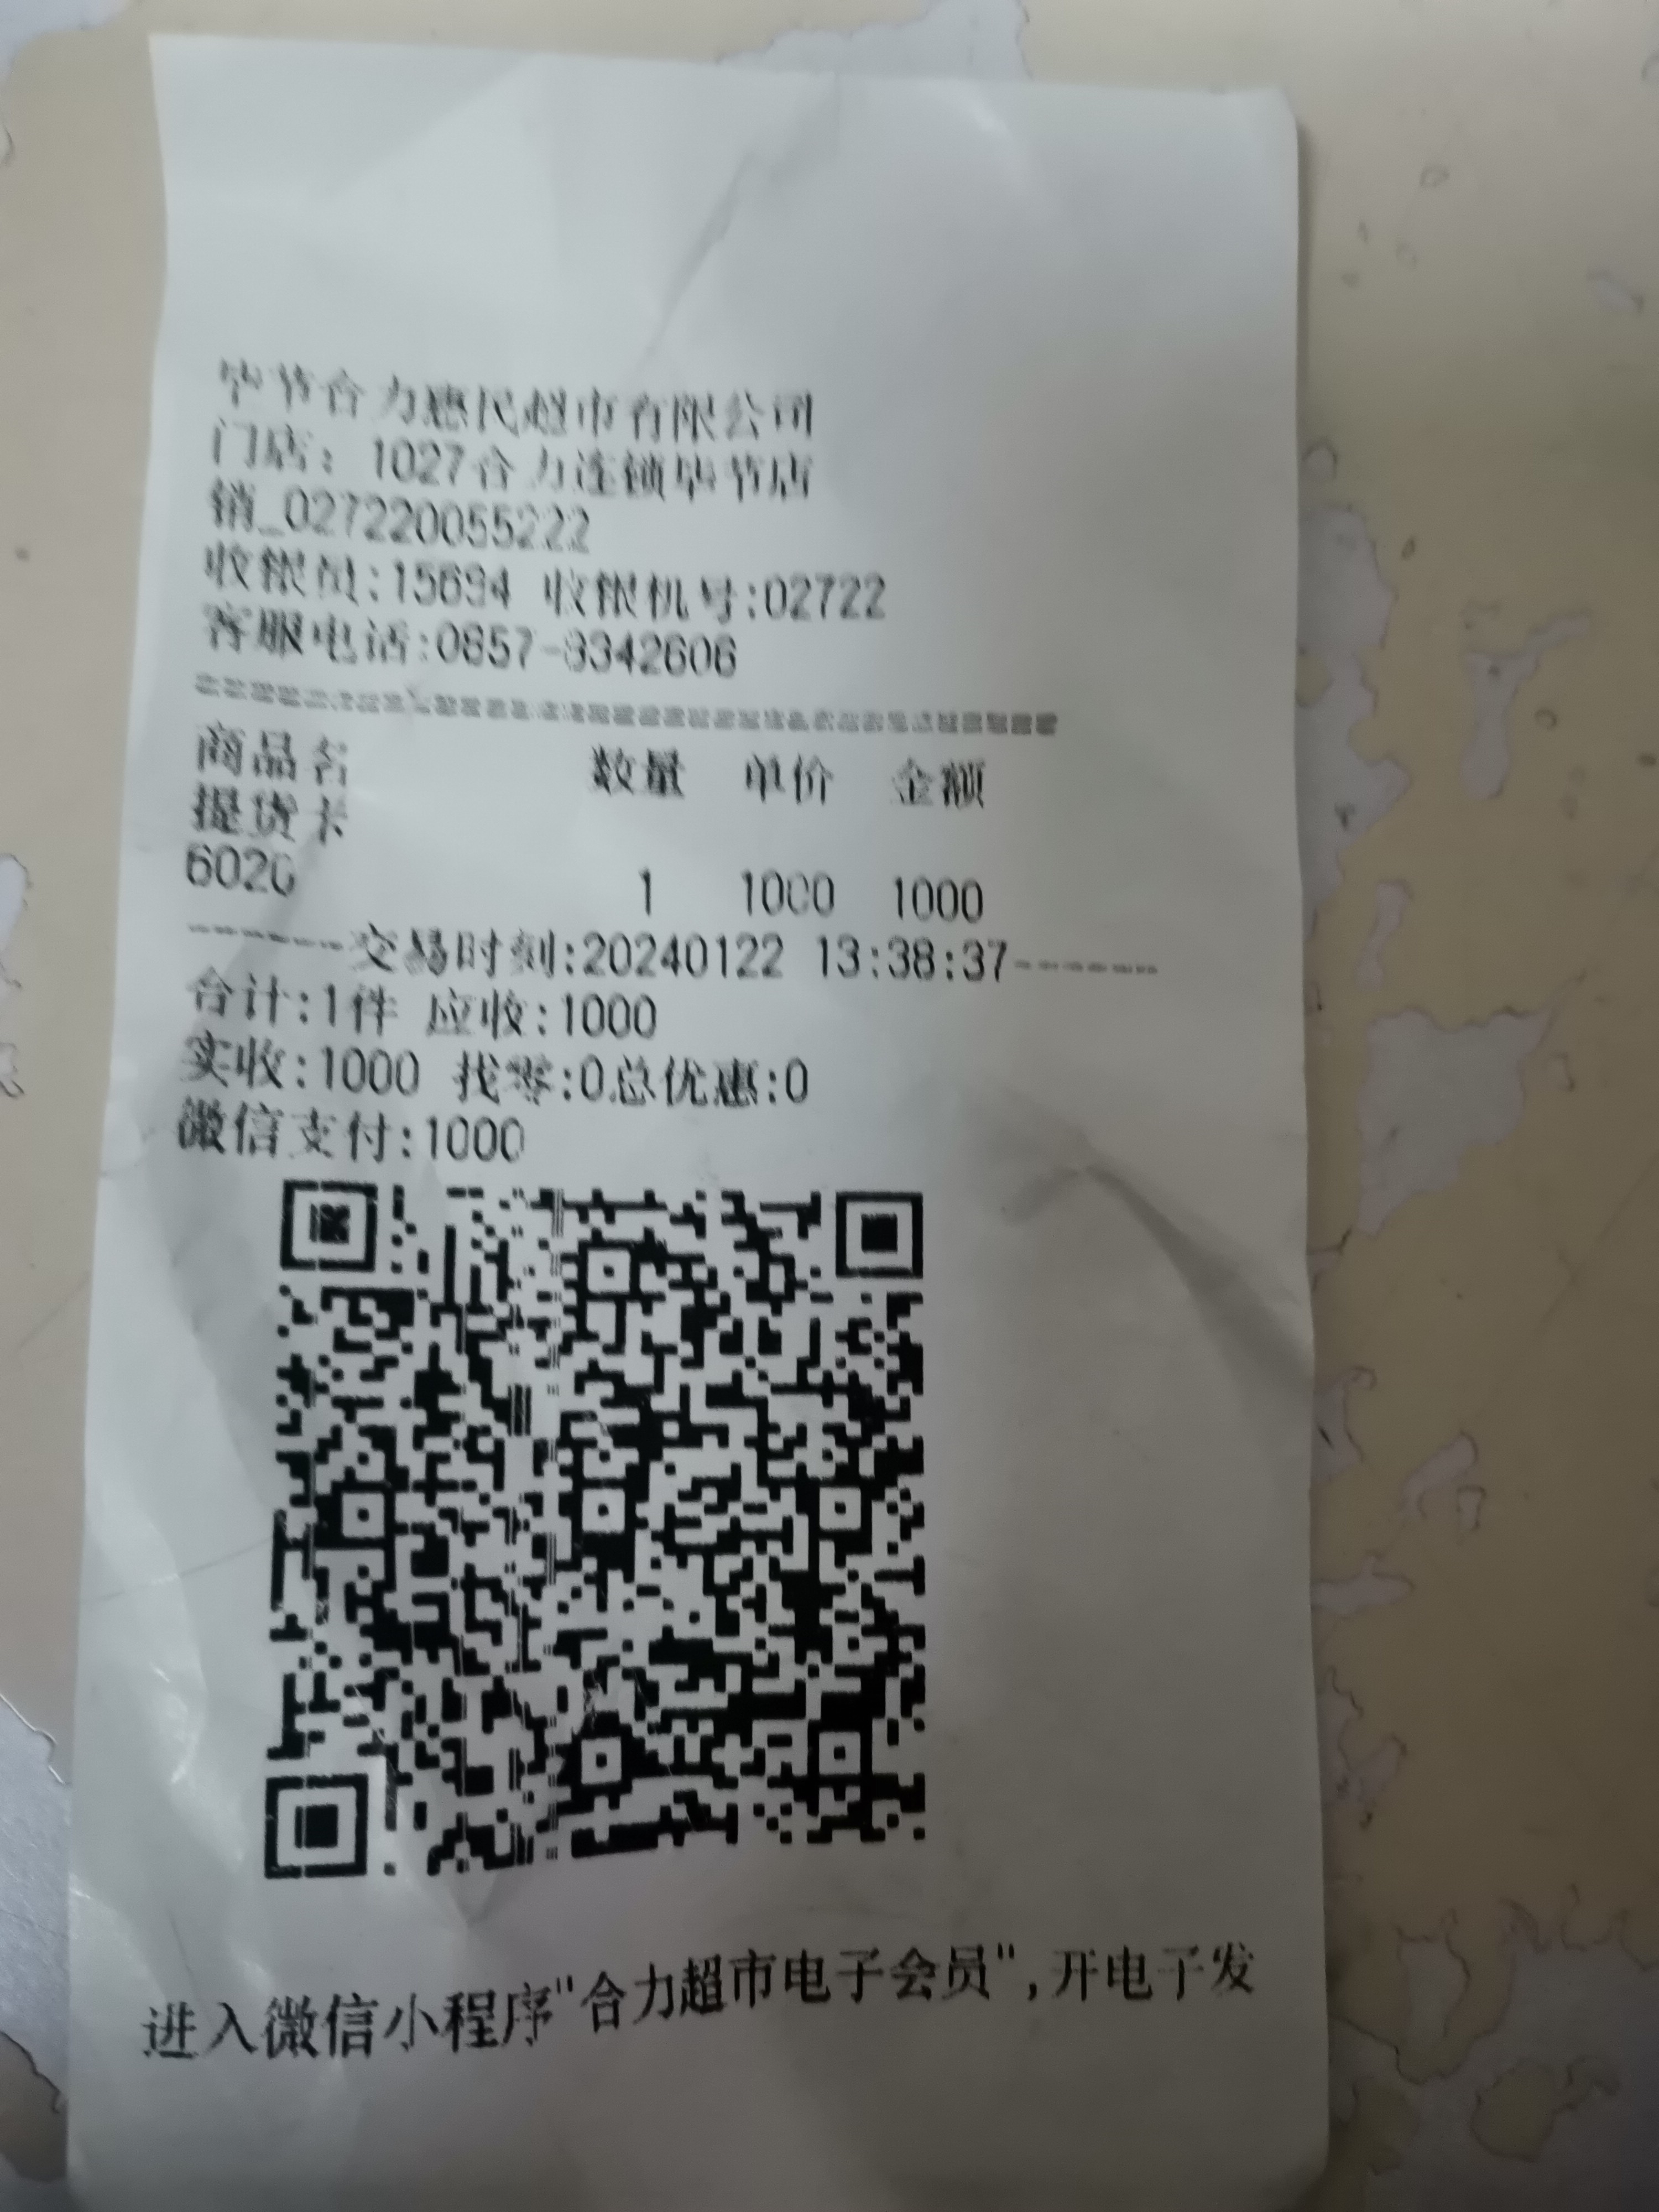 毕节合力惠民超市有限公司
门店：1027合力连锁毕节店
销_027220055222
收银员:15694 收银机号:02722
客服电话:0857-8342606
==================================
商品名 数量 单价 金额
提货卡
6020 1 1000 1000
-------交易时刻:20240122 13:38:37-------
合计:1件 应收:1000
实收:1000 找零:0总优惠:0
微信支付:1000
进入微信小程序"合力超市电子会员",开电子发